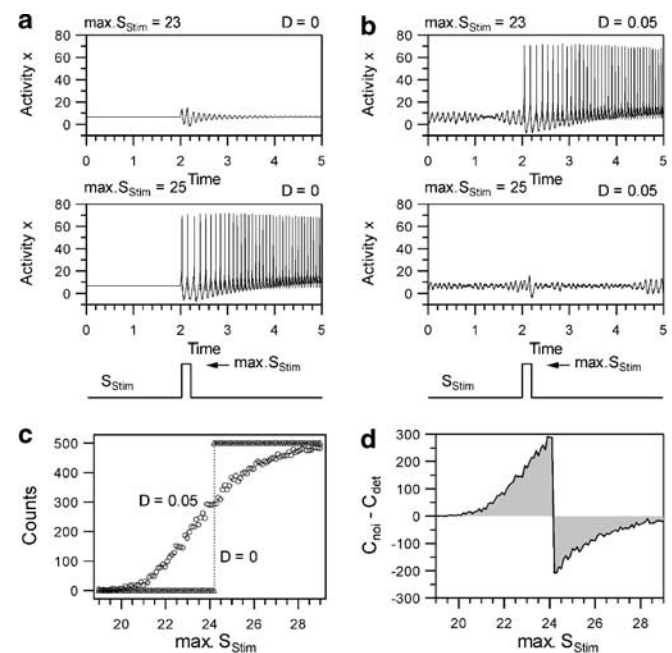 a
max. S_Stim = 23 D = 0
Activity x
80
60
40
20
0
0 1 2 3 4 5
Time
max. S_Stim = 25 D = 0
Activity x
80
60
40
20
0
0 1 2 3 4 5
Time
S_Stim
max. S_Stim
b
max. S_Stim = 23 D = 0.05
Activity x
80
60
40
20
0
0 1 2 3 4 5
Time
max. S_Stim = 25 D = 0.05
Activity x
80
60
40
20
0
0 1 2 3 4 5
Time
S_Stim
max. S_Stim
c
Counts
500
400
300
200
100
0
D = 0.05
D = 0
20 22 24 26 28
max. S_Stim
d
C_noi - C_det
300
200
100
0
-100
-200
-300
20 22 24 26 28
max. S_Stim